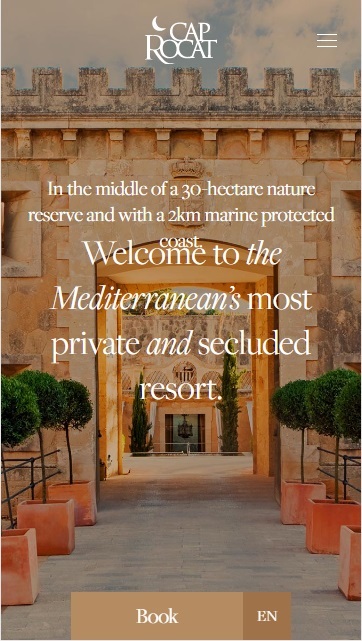 CAP
ROCAT
In the middle of a 30-hectare nature
reserve and with a 2km marine protected
coast.
Welcome to the
Mediterranean's most
private and secluded
resort.
Book
EN